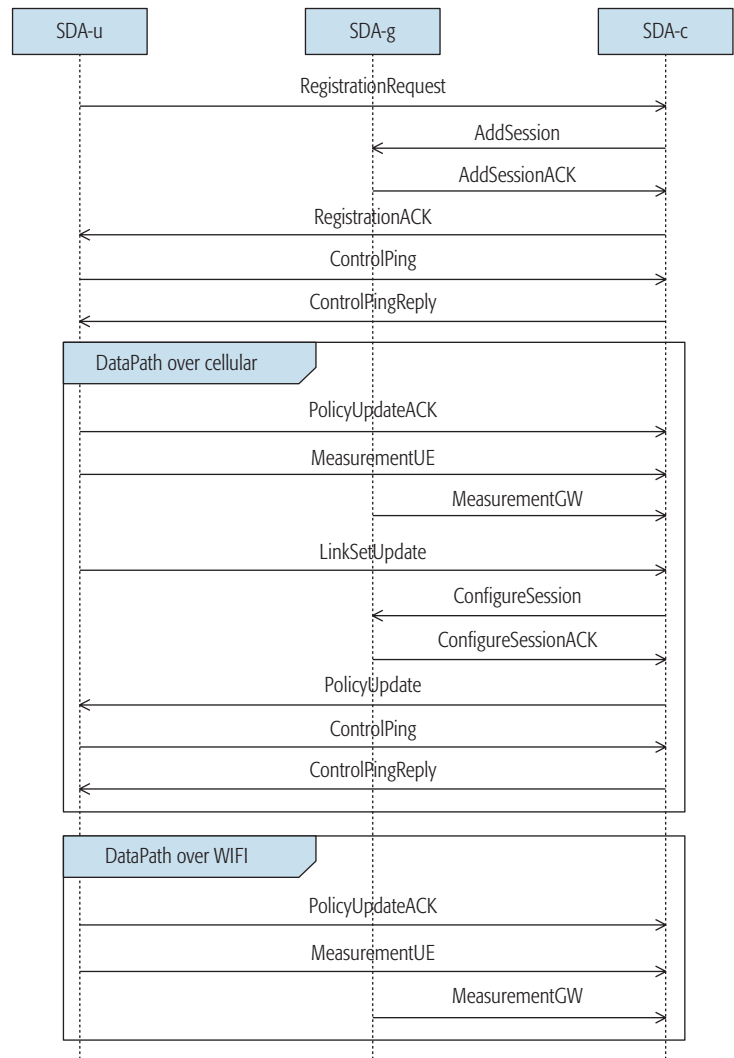 SDA-u SDA-g SDA-c
RegistrationRequest
AddSession
AddSessionACK
RegistrationACK
ControlPing
ControlPingReply
DataPath over cellular
PolicyUpdateACK
MeasurementUE
MeasurementGW
LinkSetUpdate
ConfigureSession
ConfigureSessionACK
PolicyUpdate
ControlPing
ControlPingReply
DataPath over WIFI
PolicyUpdateACK
MeasurementUE
MeasurementGW